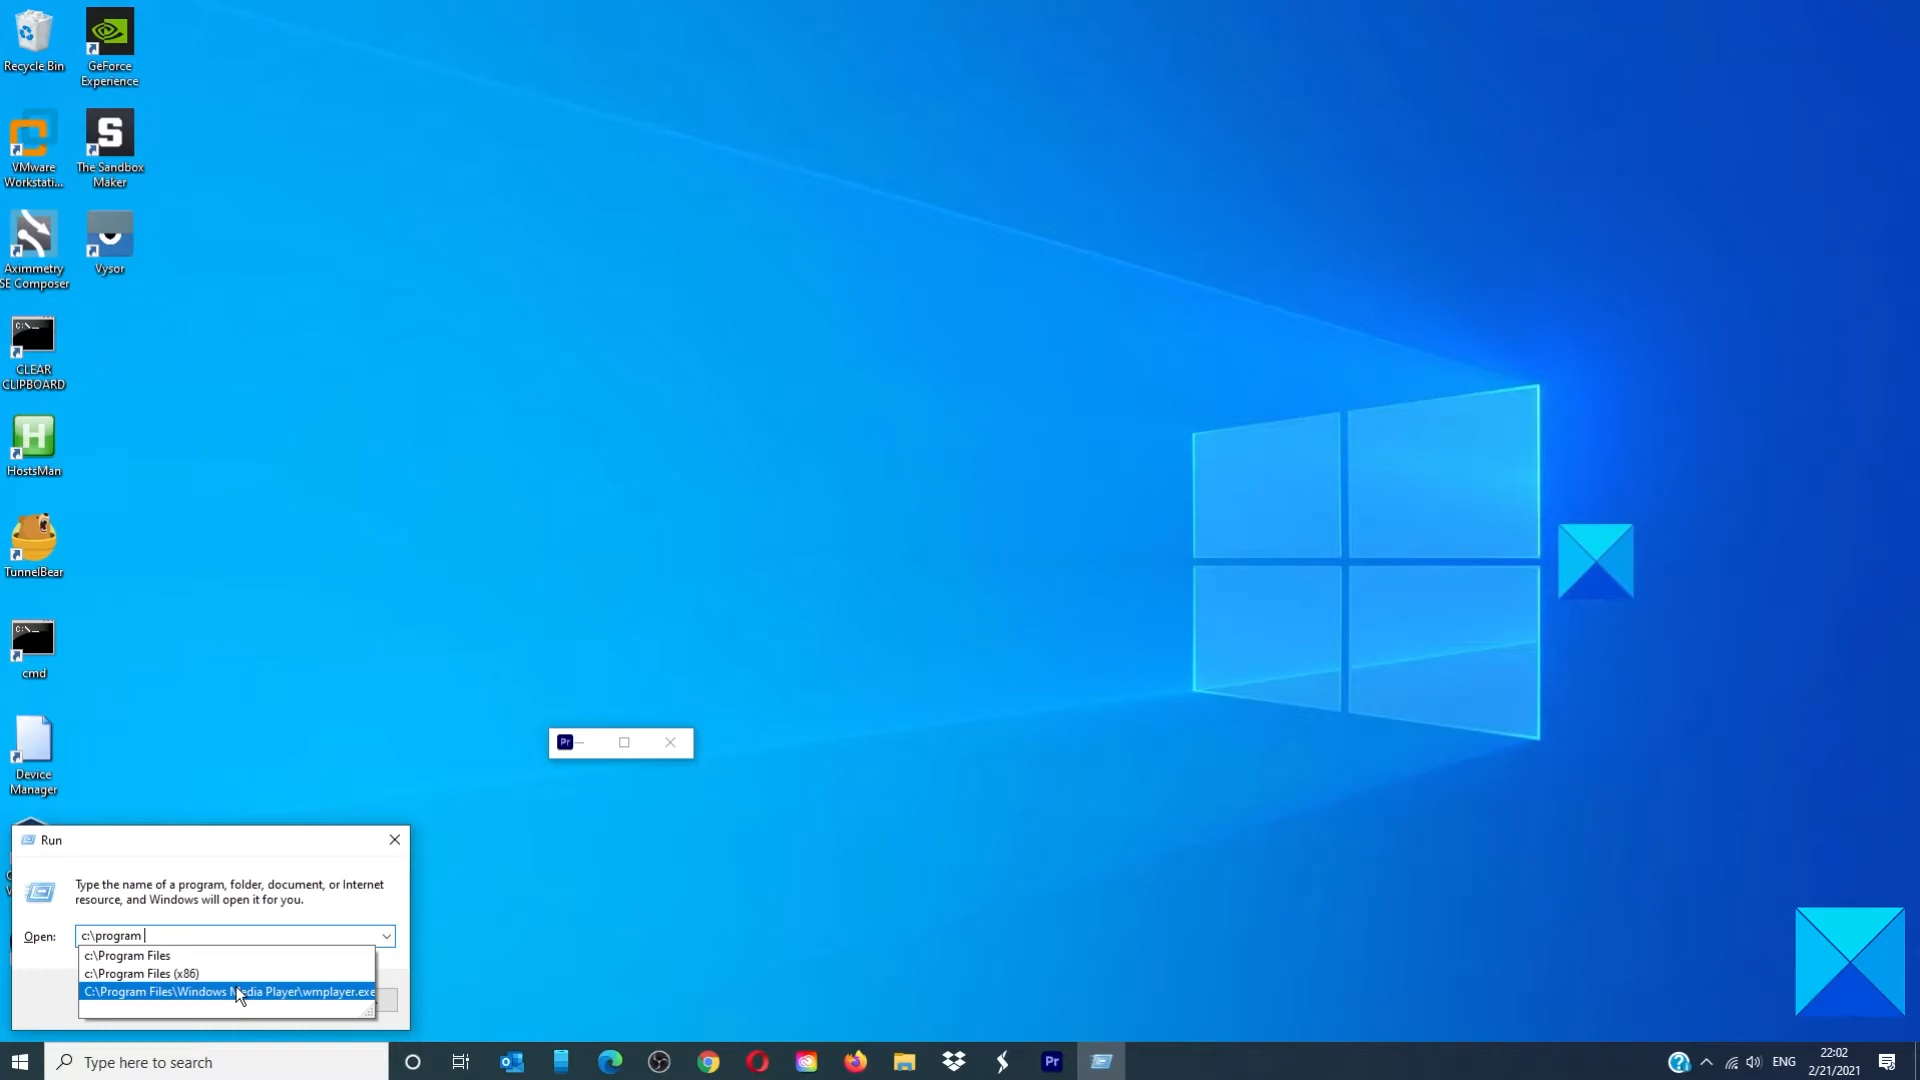 Recycle Bin
GeForce
Experience
VMware
Workstati...
S
The Sandbox
Maker
Aximmetry
SE Composer
Vysor
C:\_
CLEAR
CLIPBOARD
H
HostsMan
TunnelBear
C:\_
cmd
Device
Manager
Pr
Run
Type the name of a program, folder, document, or Internet
resource, and Windows will open it for you.
Open:
c:\program
c:\Program Files
c:\Program Files (x86)
C:\Program Files\Windows Media Player\wmplayer.exe
Type here to search
Pr
ENG
22:02
2/21/2021